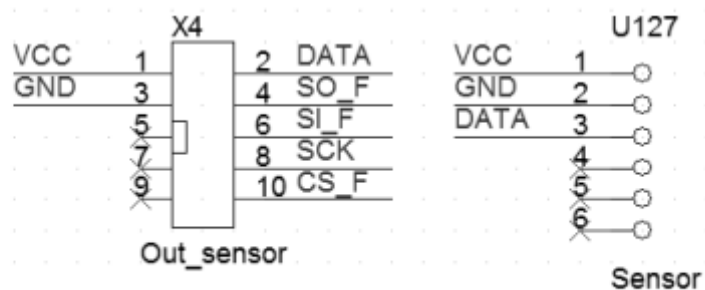 X4
VCC 1 2 DATA
GND 3 4 SO_F
5 6 SI_F
7 8 SCK
9 10 CS_F
Out_sensor
U127
VCC 1
GND 2
DATA 3
4
5
6
Sensor